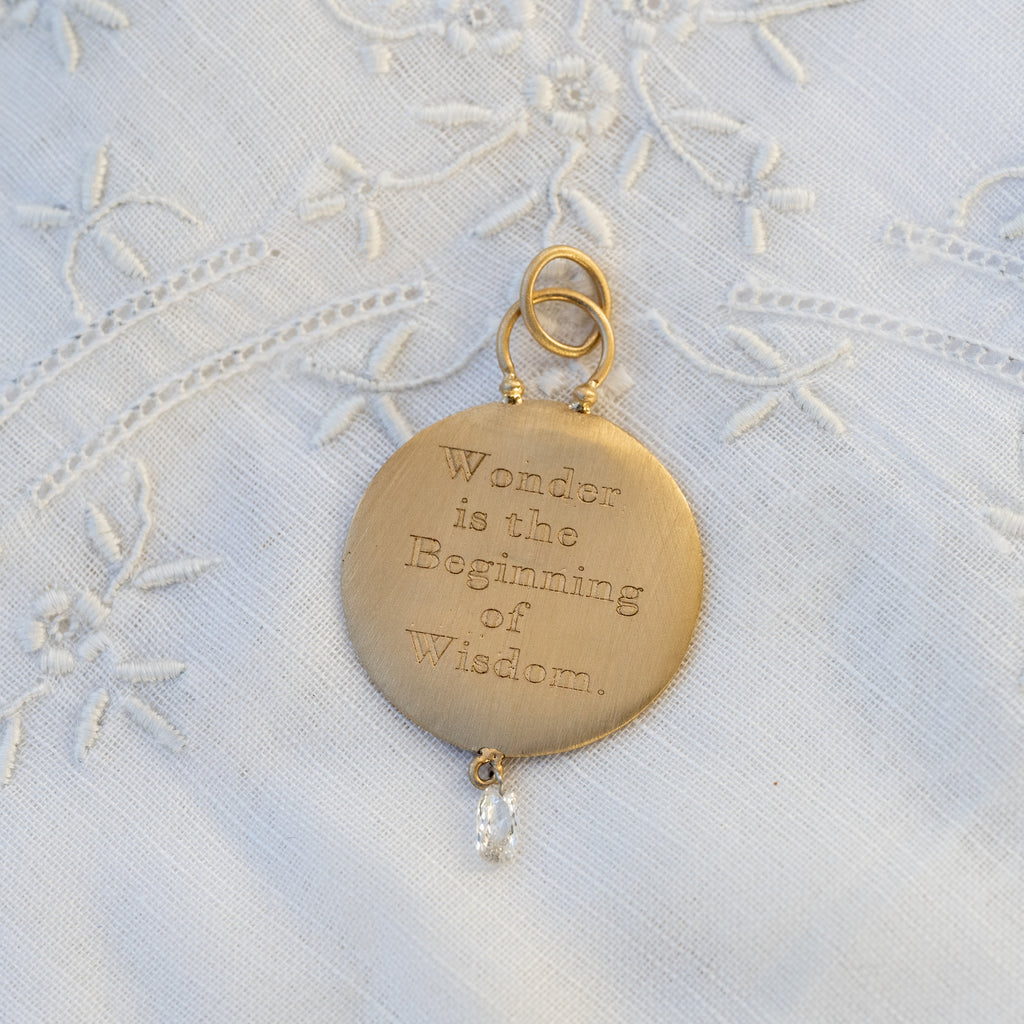 Wonder
is the
Beginning
of
Wisdom.